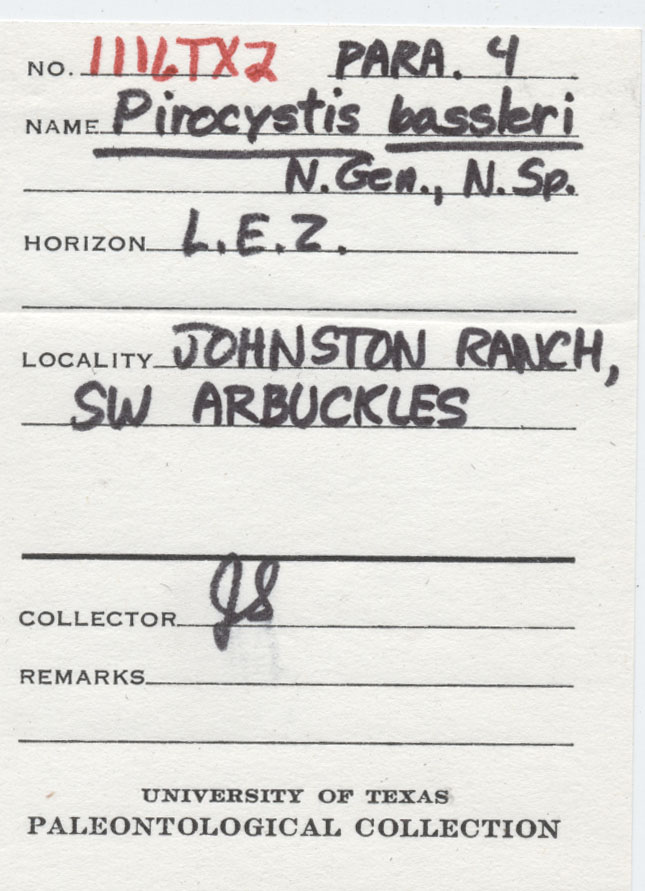 NO. 1116TX2 PARA. 4
NAME Pirocystis bassleri
N.Gen., N.Sp.
HORIZON L.E.Z.
LOCALITY JOHNSTON RANCH,
SW ARBUCKLES
COLLECTOR JS
REMARKS
UNIVERSITY OF TEXAS
PALEONTOLOGICAL COLLECTION